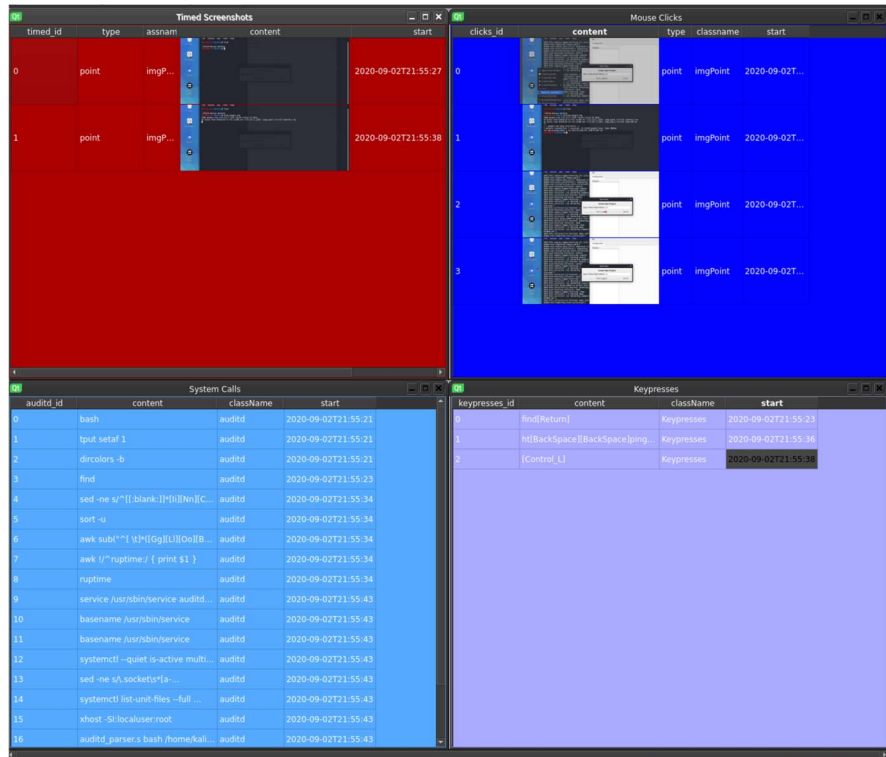 Timed Screenshots
timed_id type assnam content start
0 point imgP... 2020-09-02T21:55:27
1 point imgP... 2020-09-02T21:55:38
Mouse Clicks
clicks_id content type classname start
0 point imgPoint 2020-09-02T...
1 point imgPoint 2020-09-02T...
2 point imgPoint 2020-09-02T...
3 point imgPoint 2020-09-02T...
System Calls
auditd_id content className start
0 bash auditd 2020-09-02T21:55:21
1 tput setaf 1 auditd 2020-09-02T21:55:21
2 dircolors -b auditd 2020-09-02T21:55:21
3 find auditd 2020-09-02T21:55:23
4 sed -ne s/^[[:blank:]]*[Ii][Nn][C... auditd 2020-09-02T21:55:34
5 sort -u auditd 2020-09-02T21:55:34
6 awk sub("^[ \t]*([Gg][Ll][Oo][B... auditd 2020-09-02T21:55:34
7 awk !/^ruptime:/ { print $1 } auditd 2020-09-02T21:55:34
8 ruptime auditd 2020-09-02T21:55:34
9 service /usr/sbin/service auditd... auditd 2020-09-02T21:55:43
10 basename /usr/sbin/service auditd 2020-09-02T21:55:43
11 basename /usr/sbin/service auditd 2020-09-02T21:55:43
12 systemctl --quiet is-active multi... auditd 2020-09-02T21:55:43
13 sed -ne s/\.socket\s*[a-... auditd 2020-09-02T21:55:43
14 systemctl list-unit-files --full ... auditd 2020-09-02T21:55:43
15 xhost -SI:localuser:root auditd 2020-09-02T21:55:43
16 auditd_parser.s bash /home/kali... auditd 2020-09-02T21:55:43
Keypresses
keypresses_id content className start
0 find[Return] Keypresses 2020-09-02T21:55:23
1 ht[BackSpace][BackSpace]ping... Keypresses 2020-09-02T21:55:36
2 [Control_L] Keypresses 2020-09-02T21:55:38